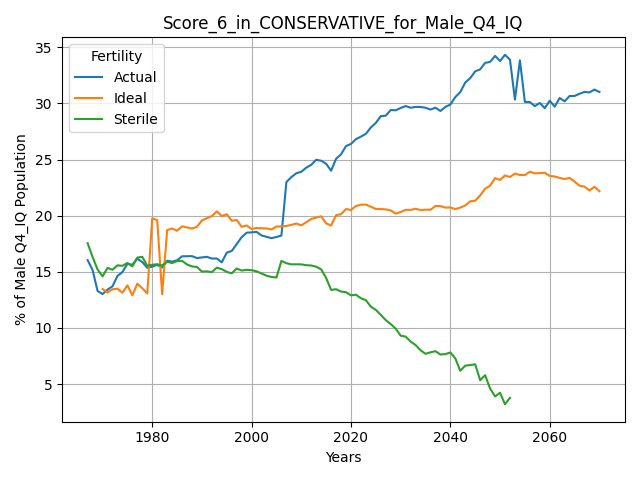 Score_6_in_CONSERVATIVE_for_Male_Q4_IQ
Fertility
Actual
Ideal
Sterile
% of Male Q4_IQ Population
35
30
25
20
15
10
5
1980 2000 2020 2040 2060
Years